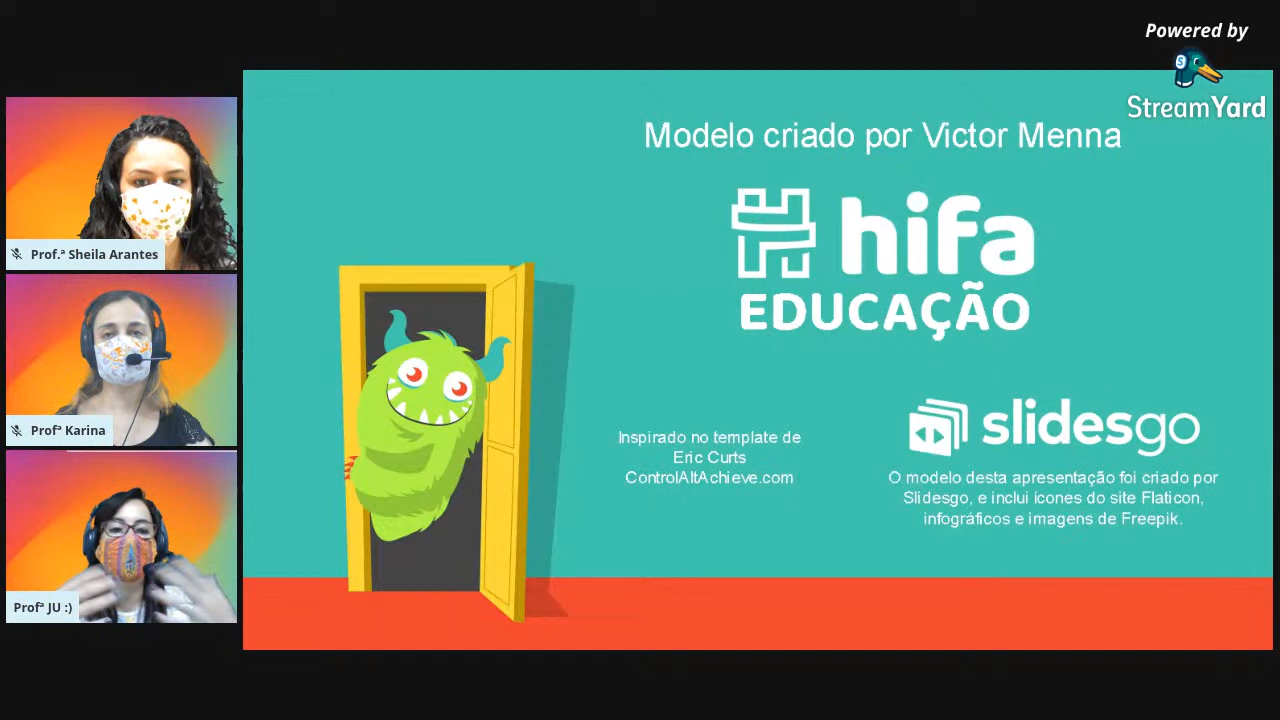 Powered by
StreamYard
Prof.ª Sheila Arantes
Profª Karina
Profª JU :)
Modelo criado por Victor Menna
hifa
EDUCAÇÃO
Inspirado no template de
Eric Curts
ControlAltAchieve.com
slidesgo
O modelo desta apresentação foi criado por
Slidesgo, e inclui ícones do site Flaticon,
infográficos e imagens de Freepik.